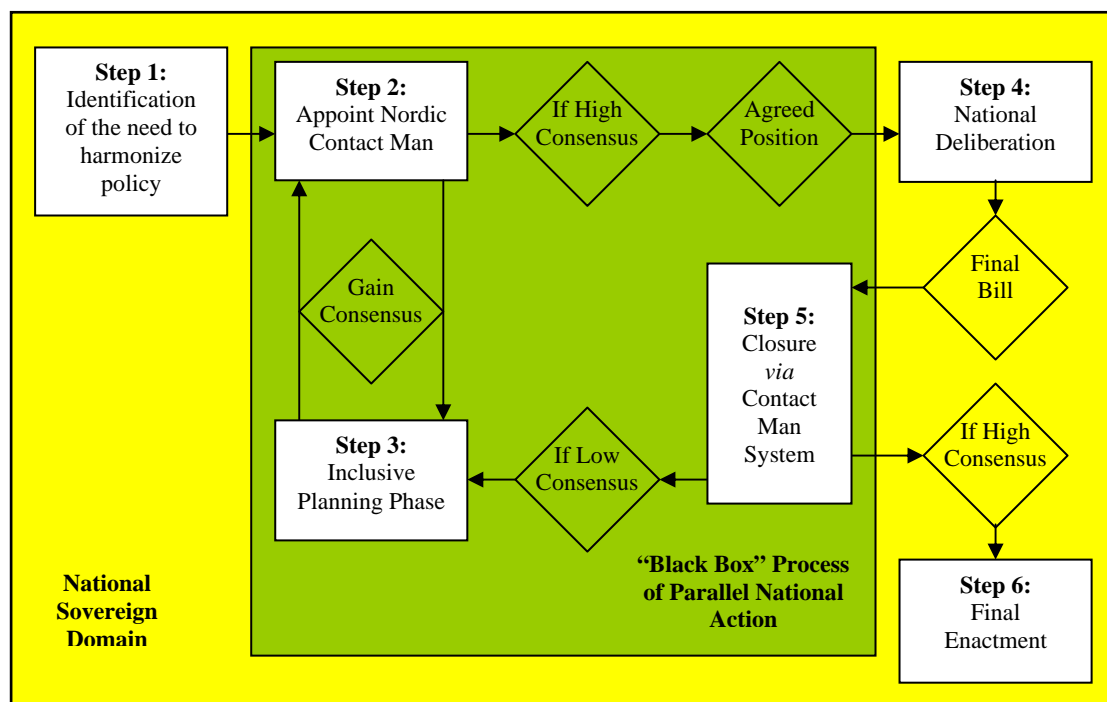 Step 1:
Identification
of the need to
harmonize
policy
Step 2:
Appoint Nordic
Contact Man
If High
Consensus
Agreed
Position
Step 4:
National
Deliberation
Gain
Consensus
Final
Bill
Step 5:
Closure
via
Contact
Man
System
Step 3:
Inclusive
Planning Phase
If Low
Consensus
If High
Consensus
“Black Box” Process
of Parallel National
Action
National
Sovereign
Domain
Step 6:
Final
Enactment